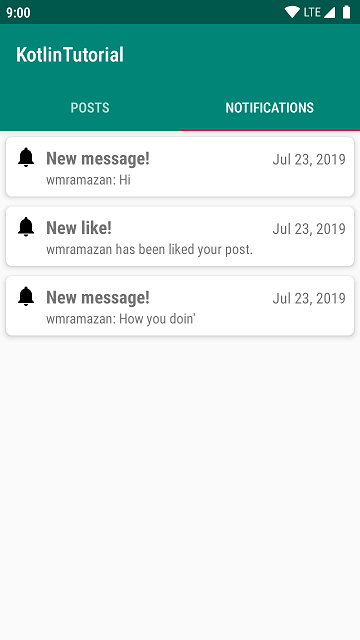 9:00 LTE
KotlinTutorial
POSTS NOTIFICATIONS
New message! Jul 23, 2019
wmramazan: Hi
New like! Jul 23, 2019
wmramazan has been liked your post.
New message! Jul 23, 2019
wmramazan: How you doin'